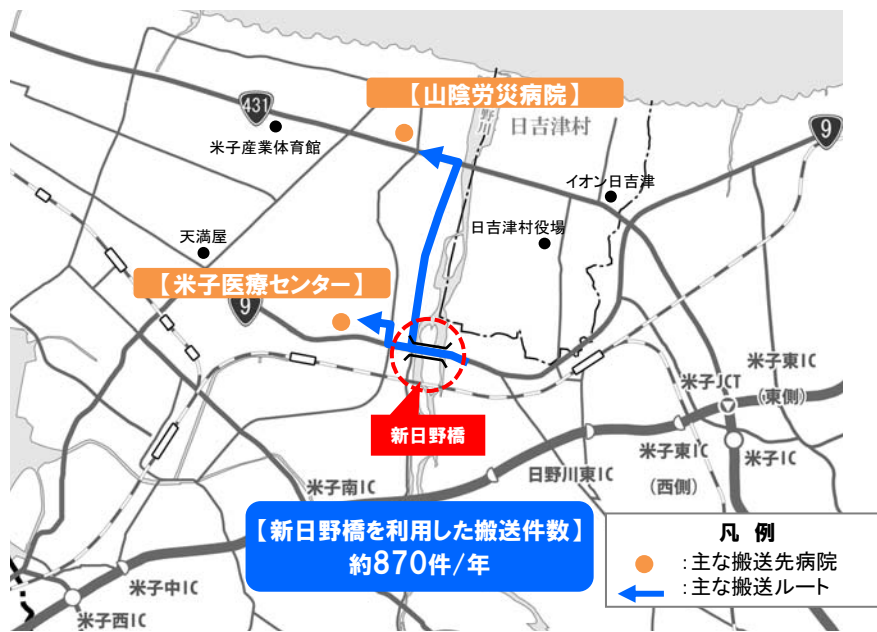 【山陰労災病院】
431
米子産業体育館
野川
日吉津村
9
イオン日吉津
天満屋
日吉津村役場
【米子医療センター】
9
新日野橋
米子東IC
(東側)
米子JCT
米子東IC
(西側)
米子IC
日野川東IC
米子南IC
【新日野橋を利用した搬送件数】
約870件/年
米子中IC
米子西IC
凡 例
:主な搬送先病院
:主な搬送ルート